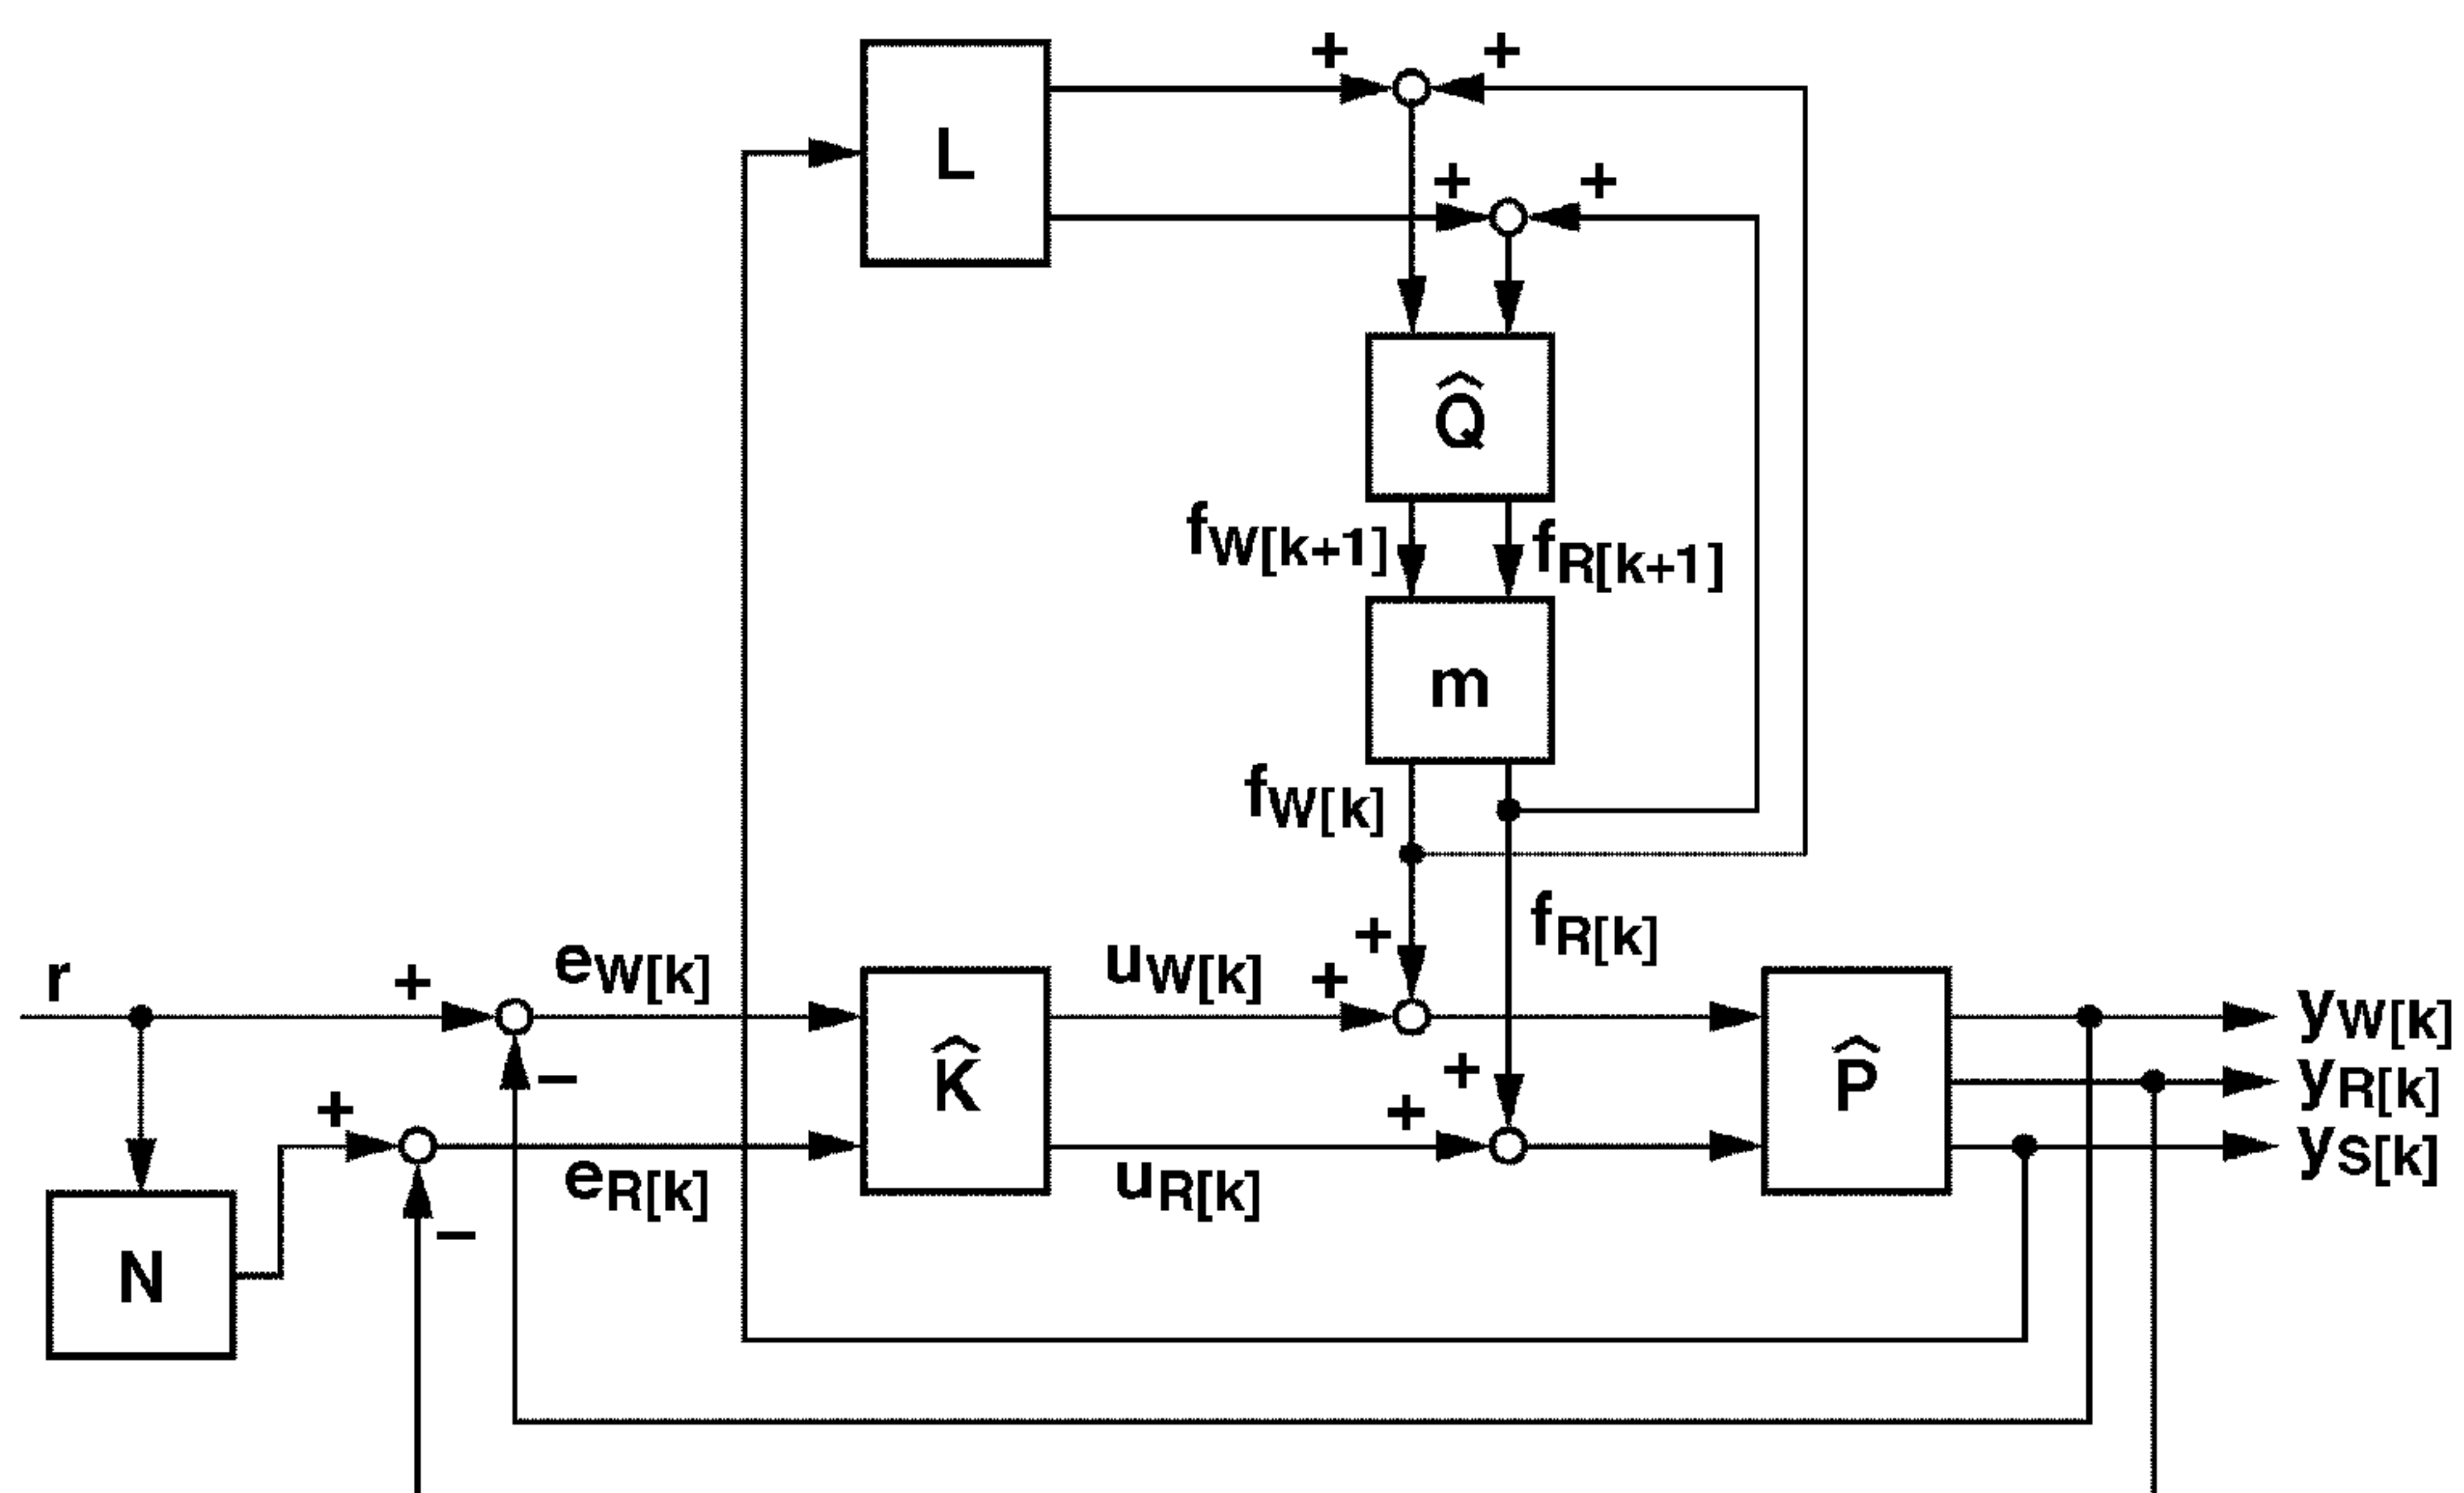 + +
L
+ +
Q̂
fW[k+1] fR[k+1]
m
fW[k]
fR[k]
r + eW[k] uW[k] + + yW[k]
− K̂ + P̂ yR[k]
+ eR[k] uR[k] + yS[k]
−
N